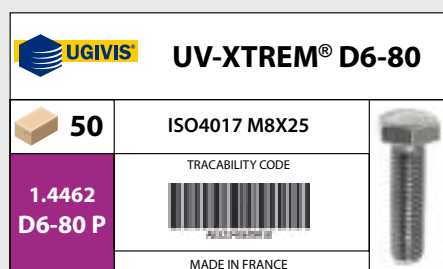 UGIVIS®
UV-XTREM® D6-80
50
ISO4017 M8X25
1.4462
D6-80 P
TRACABILITY CODE
MADE IN FRANCE